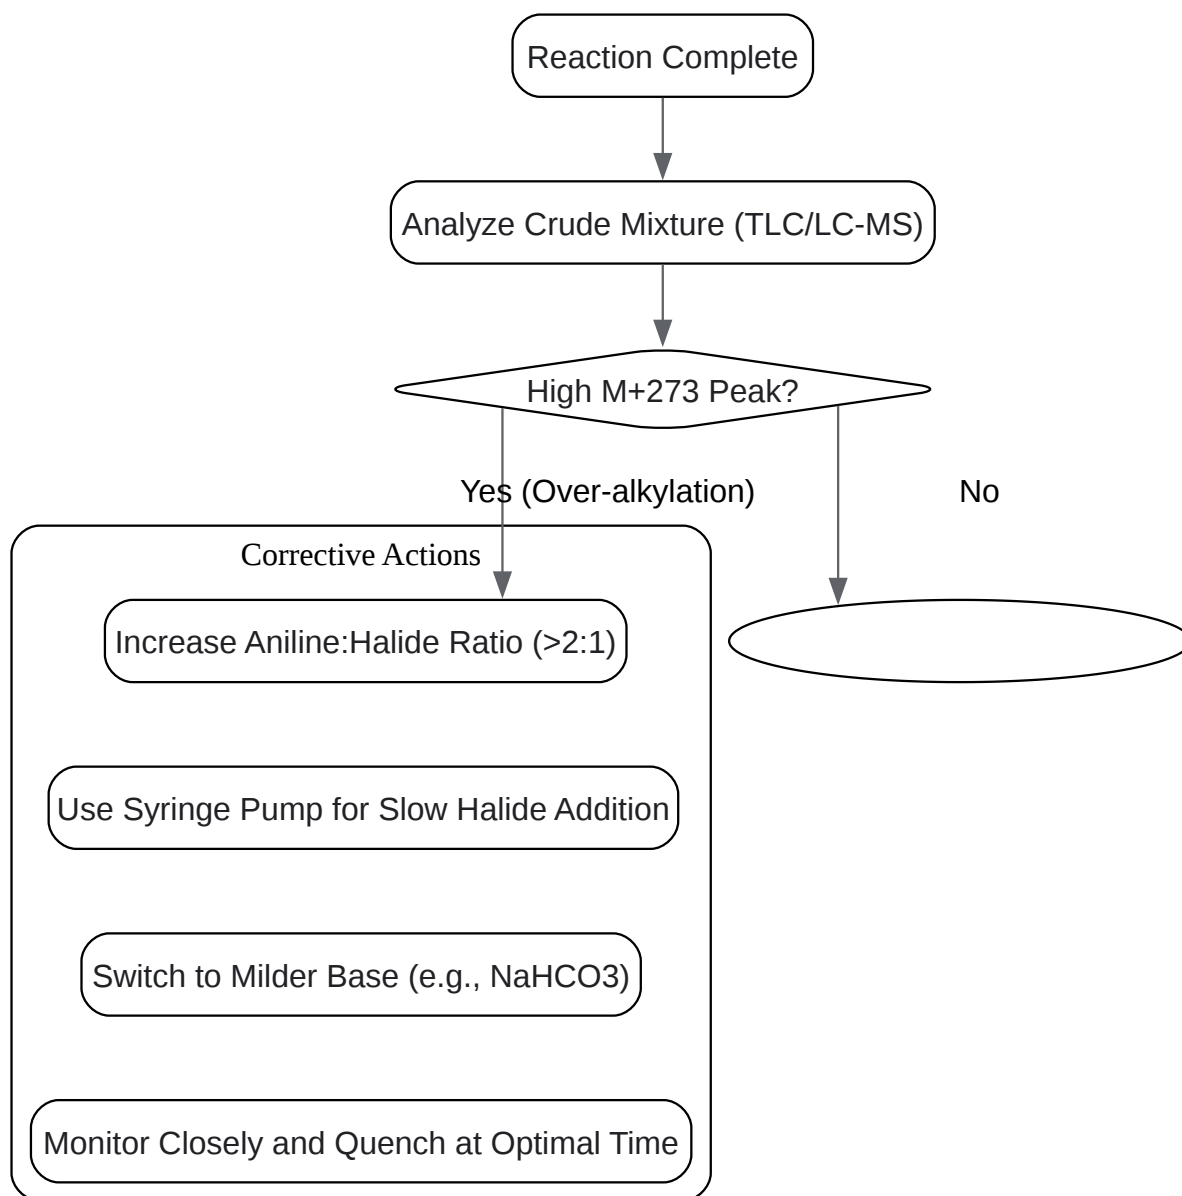 Reaction Complete
Analyze Crude Mixture (TLC/LC-MS)
High M+273 Peak?
Yes (Over-alkylation)
No
Corrective Actions
Increase Aniline:Halide Ratio (>2:1)
Use Syringe Pump for Slow Halide Addition
Switch to Milder Base (e.g., NaHCO3)
Monitor Closely and Quench at Optimal Time